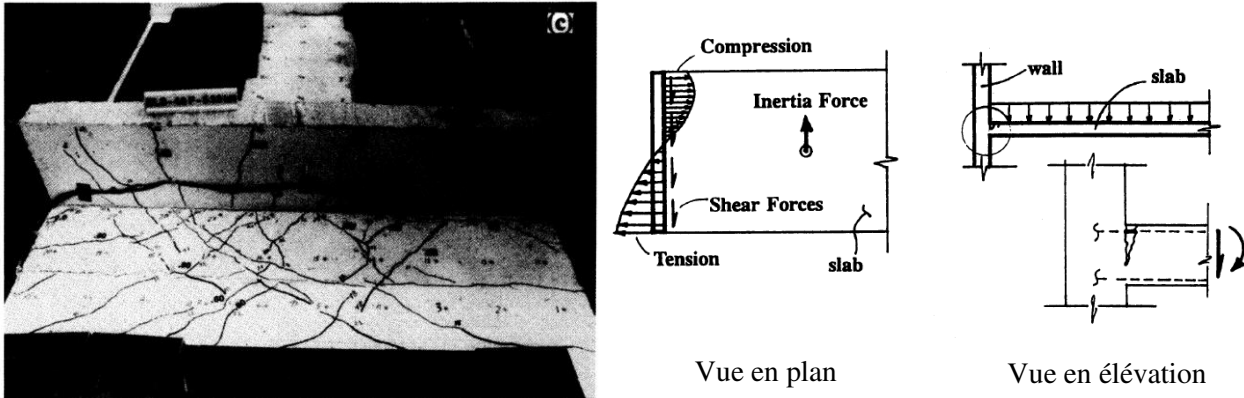 C
Compression
Inertia Force
Shear Forces
Tension
slab
wall
slab
Vue en plan
Vue en élévation